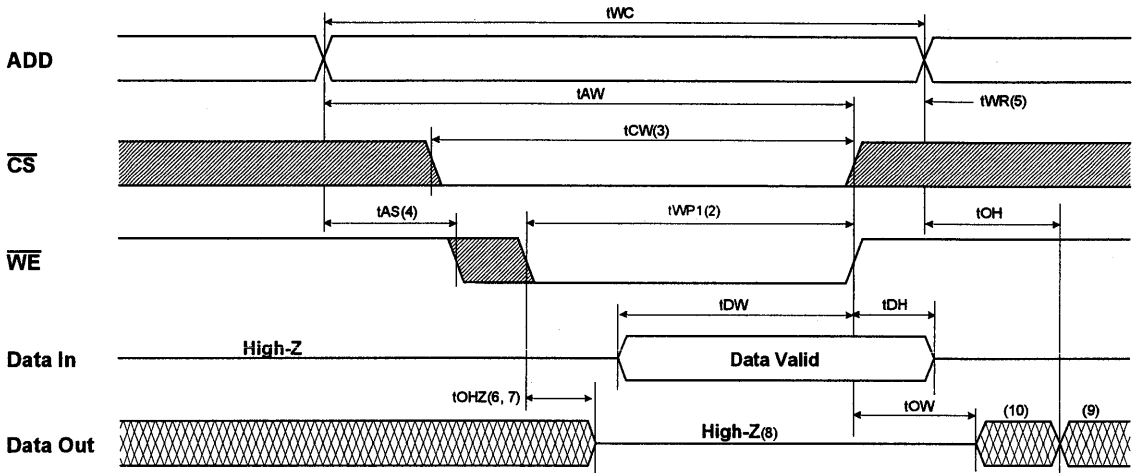 tWC
ADD
tAW
tWR(5)
tCW(3)
CS
tAS(4)
tWP1(2)
tOH
WE
tDW
tDH
High-Z
Data In
Data Valid
tOHZ(6, 7)
tOW
(10)
(9)
Data Out
High-Z(8)